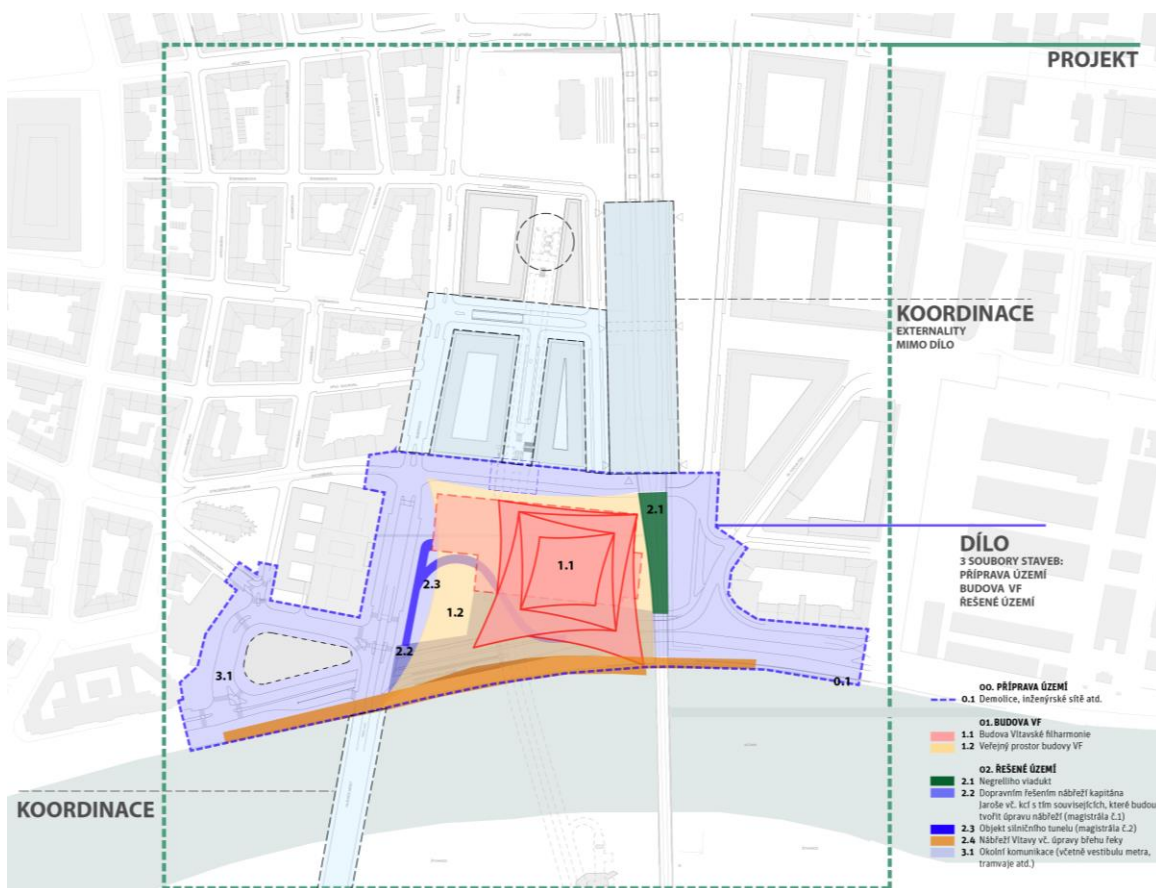 PROJEKT
KOORDINACE
EXTERNALITY
MIMO DÍLO
2.1
DÍLO
3 SOUBORY STAVEB:
PŘÍPRAVA ÚZEMÍ
BUDOVA VF
ŘEŠENÉ ÚZEMÍ
1.1
2.3
1.2
2.2
3.1
0.1
KOORDINACE
00. PŘÍPRAVA ÚZEMÍ
0.1 Demolice, inženýrské sítě atd.
01. BUDOVA VF
1.1 Budova Vltavské filharmonie
1.2 Veřejný prostor budovy VF
02. ŘEŠENÉ ÚZEMÍ
2.1 Negrelliho viadukt
2.2 Dopravním řešením nábřeží kapitána
Jaroše vč. kcí s tím souvisejících, které budou
tvořit úpravu nábřeží (magistrála č.1)
2.3 Objekt silničního tunelu (magistrála č.2)
2.4 Nábřeží Vltavy vč. úpravy břehu řeky
3.1 Okolní komunikace (včetně vestibulu metra,
tramvaje atd.)